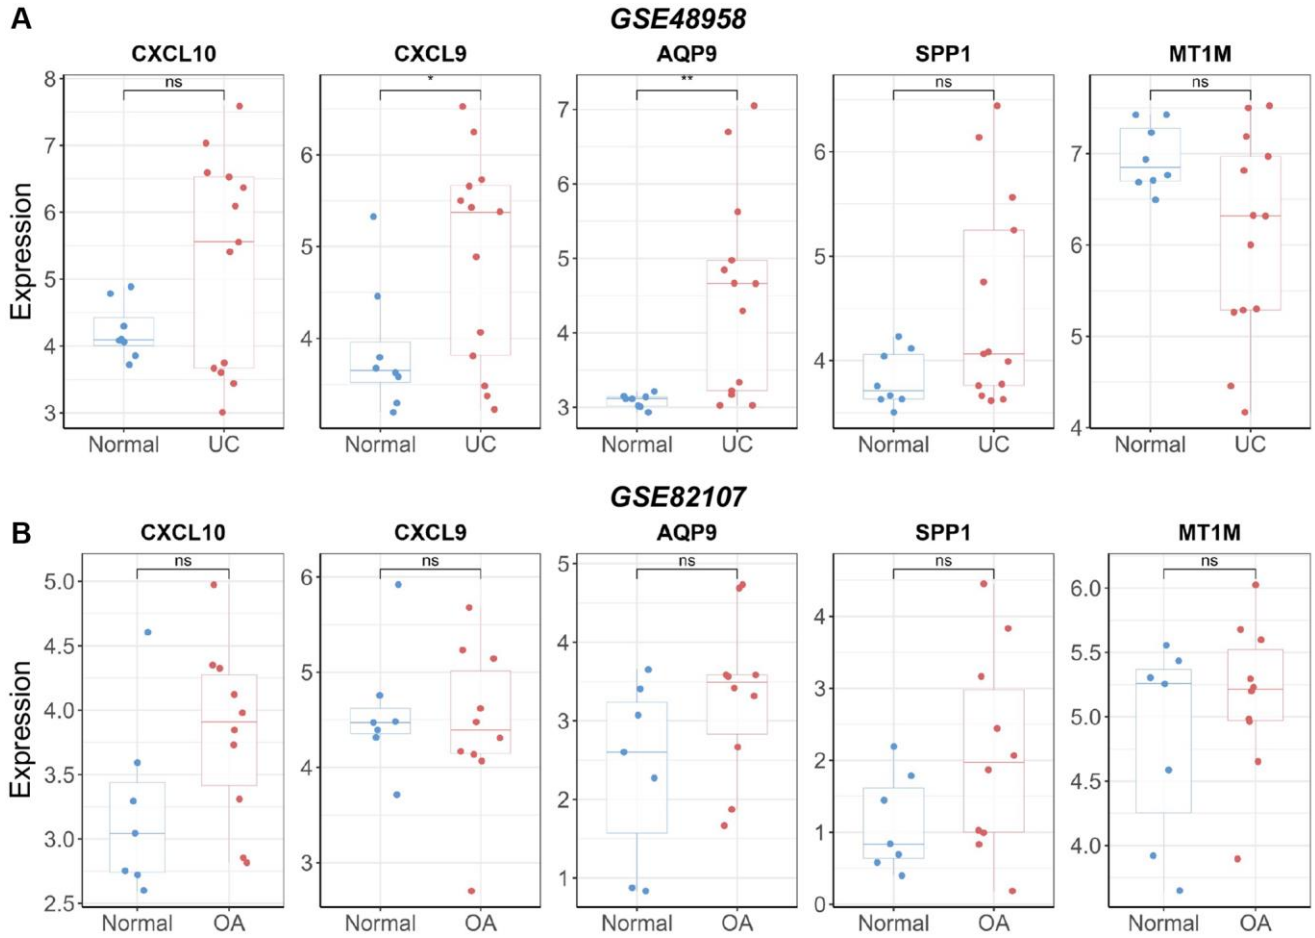 A
GSE48958
CXCL10 CXCL9 AQP9 SPP1 MT1M
ns * ** ns ns
Expression
8
7
6
5
4
3
Normal UC
6
5
4
Normal UC
7
6
5
4
3
Normal UC
6
5
4
Normal UC
7
6
5
4
Normal UC
B
GSE82107
CXCL10 CXCL9 AQP9 SPP1 MT1M
ns ns ns ns ns
Expression
5.0
4.5
4.0
3.5
3.0
2.5
Normal OA
6
5
4
3
Normal OA
5
4
3
2
1
Normal OA
4
3
2
1
0
Normal OA
6.0
5.5
5.0
4.5
4.0
Normal OA